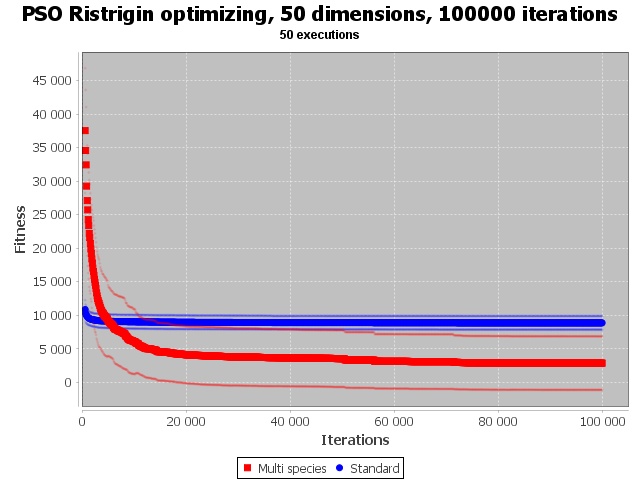 PSO Ristrigin optimizing, 50 dimensions, 100000 iterations
50 executions
Fitness
45 000
40 000
35 000
30 000
25 000
20 000
15 000
10 000
5 000
0
0 20 000 40 000 60 000 80 000 100 000
Iterations
Multi species Standard